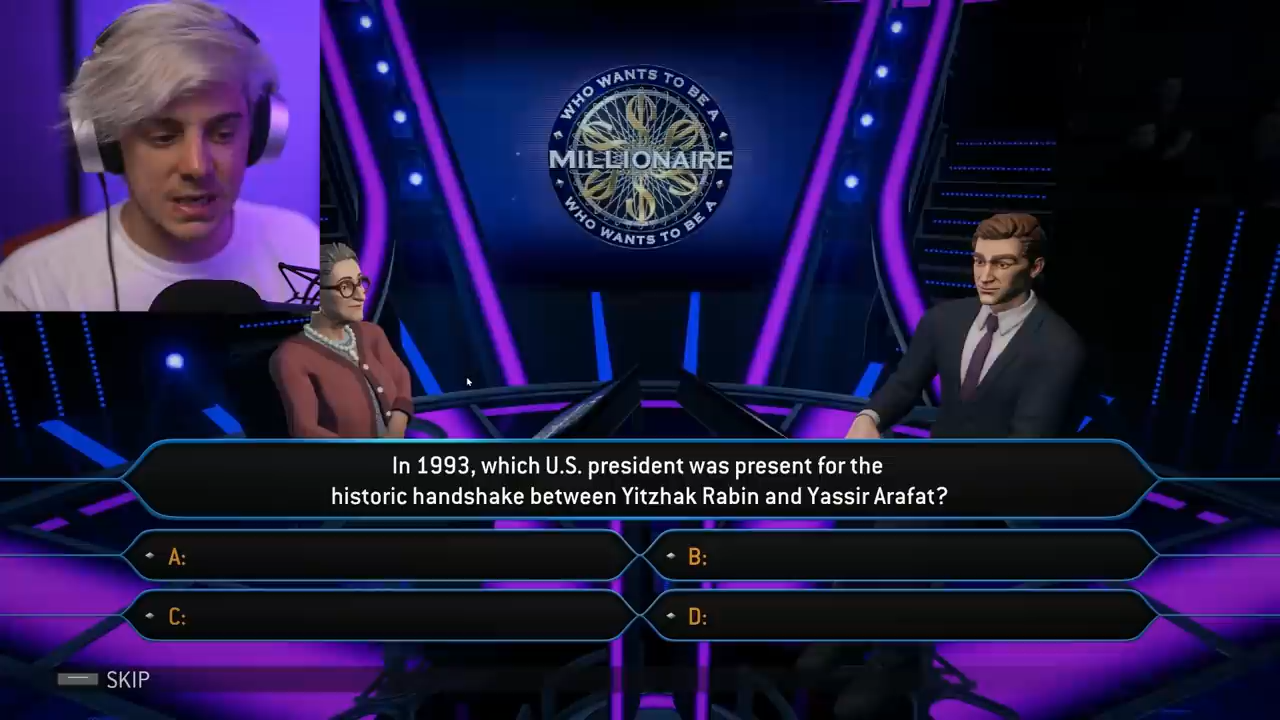 WHO WANTS TO BE A
MILLIONAIRE
WHO WANTS TO BE A
In 1993, which U.S. president was present for the
historic handshake between Yitzhak Rabin and Yassir Arafat?
A:
B:
C:
D:
SKIP